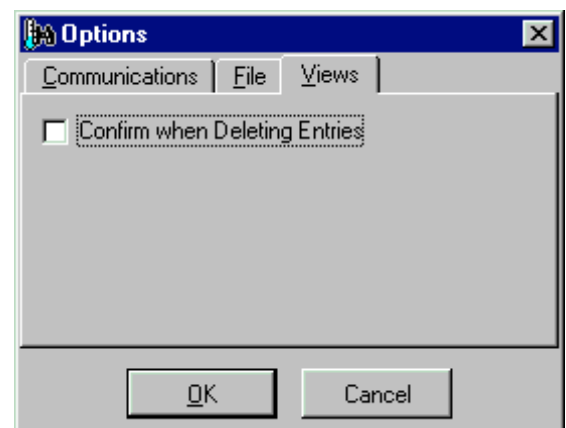 Options
Communications File Views
Confirm when Deleting Entries
OK Cancel